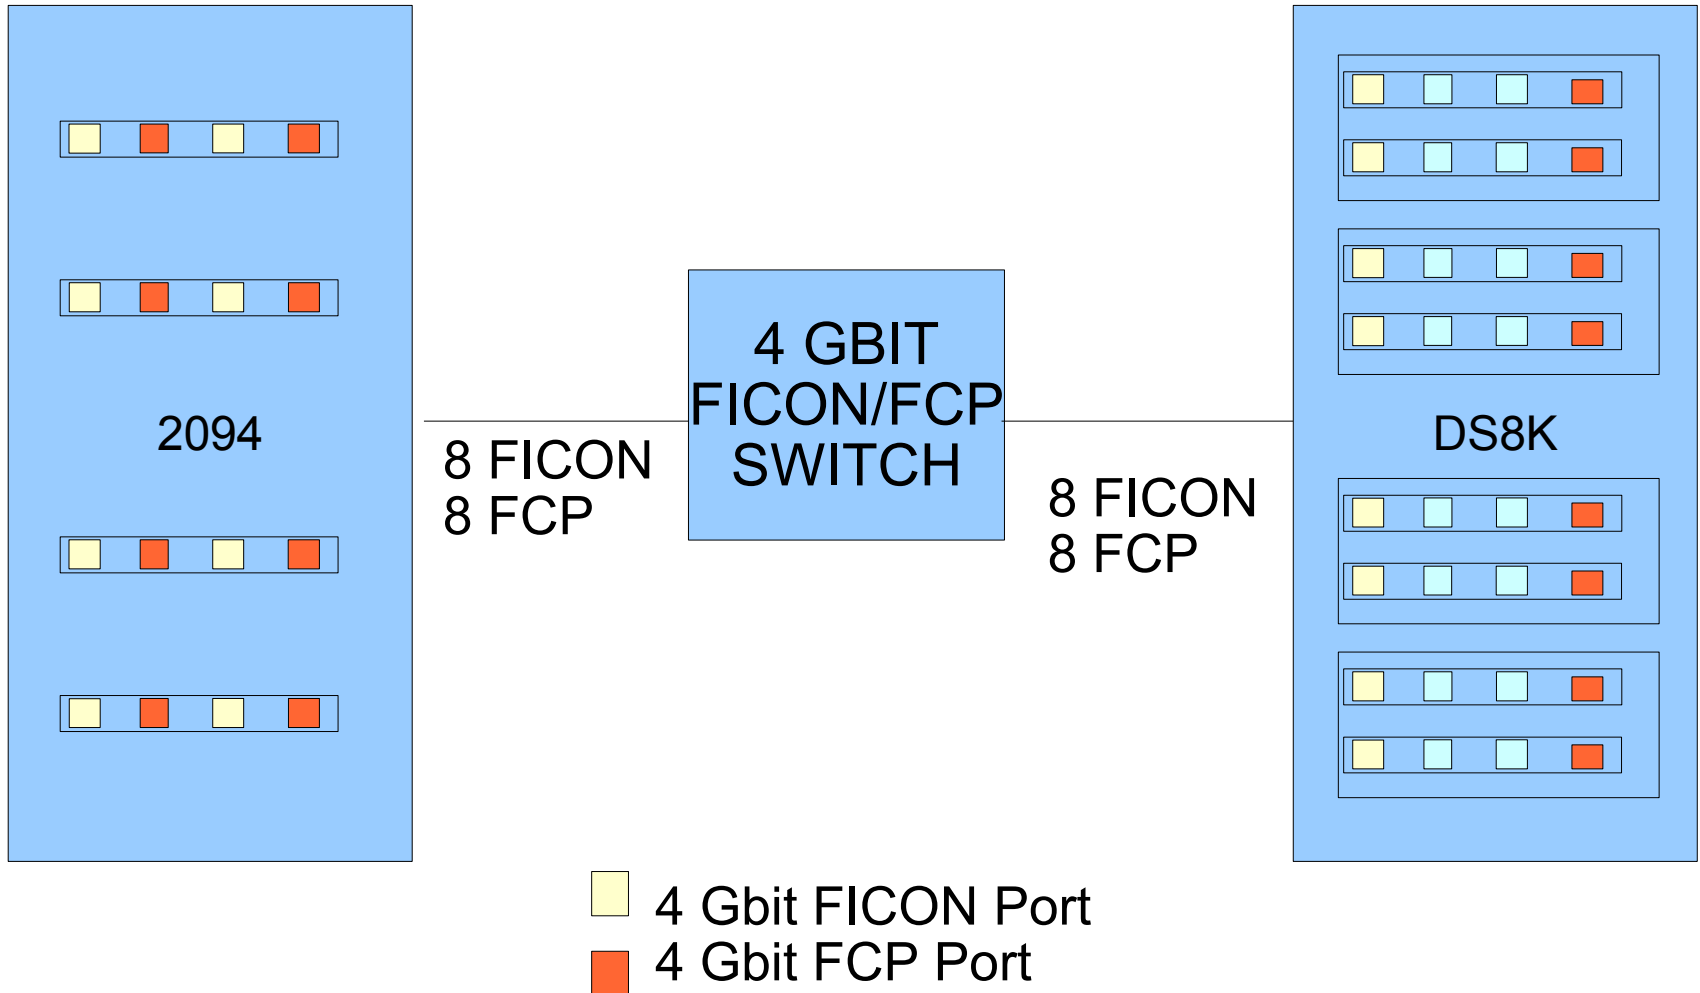 2094
8 FICON
8 FCP
4 GBIT
FICON/FCP
SWITCH
8 FICON
8 FCP
DS8K
4 Gbit FICON Port
4 Gbit FCP Port